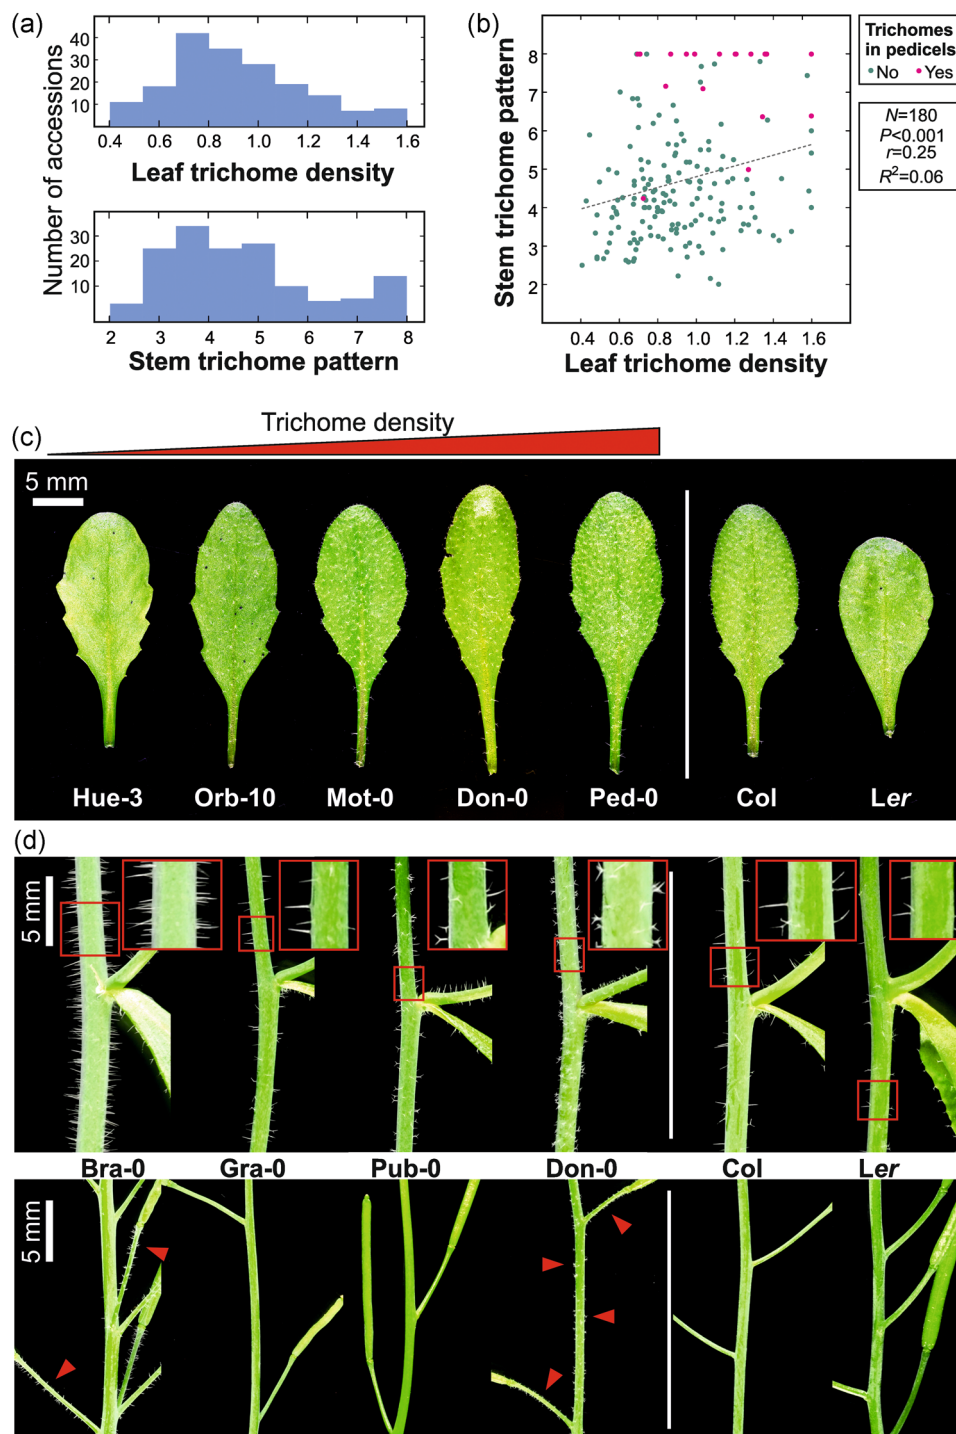 (a)
Number of accessions
40
30
20
10
0.4 0.6 0.8 1.0 1.2 1.4 1.6
Leaf trichome density
30
20
10
2 3 4 5 6 7 8
Stem trichome pattern
(b)
Stem trichome pattern
8
7
6
5
4
3
2
0.4 0.6 0.8 1.0 1.2 1.4 1.6
Leaf trichome density
Trichomes
in pedicels
No Yes
N=180
P<0.001
r=0.25
R²=0.06
(c)
Trichome density
5 mm
Hue-3 Orb-10 Mot-0 Don-0 Ped-0 Col Ler
(d)
5 mm
Bra-0 Gra-0 Pub-0 Don-0 Col Ler
5 mm